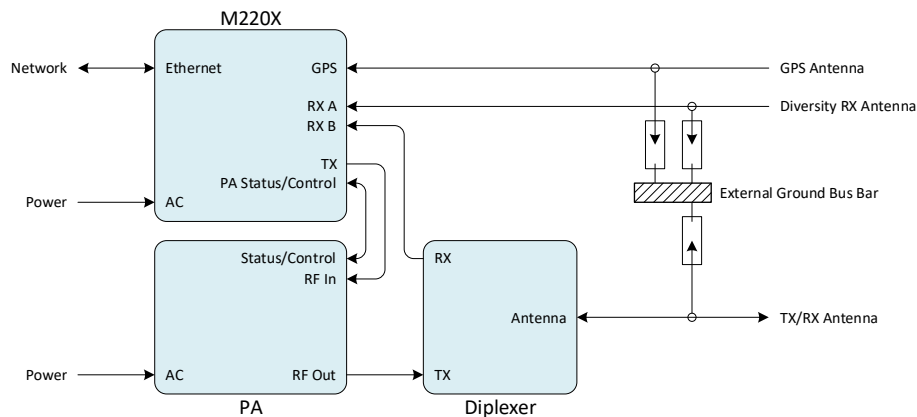 M220X
Network
Ethernet
GPS
GPS Antenna
RX A
Diversity RX Antenna
RX B
TX
PA Status/Control
External Ground Bus Bar
Power
AC
Status/Control
RX
RF In
Antenna
TX/RX Antenna
Power
AC
RF Out
TX
PA
Diplexer